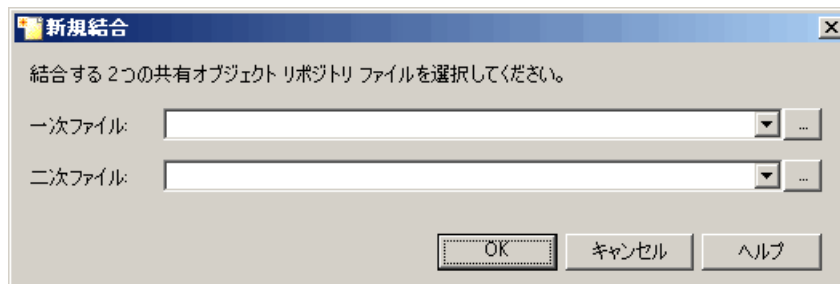 新規結合
結合する2つの共有オブジェクト リポジトリ ファイルを選択してください。
一次ファイル:
...
二次ファイル:
...
OK キャンセル ヘルプ